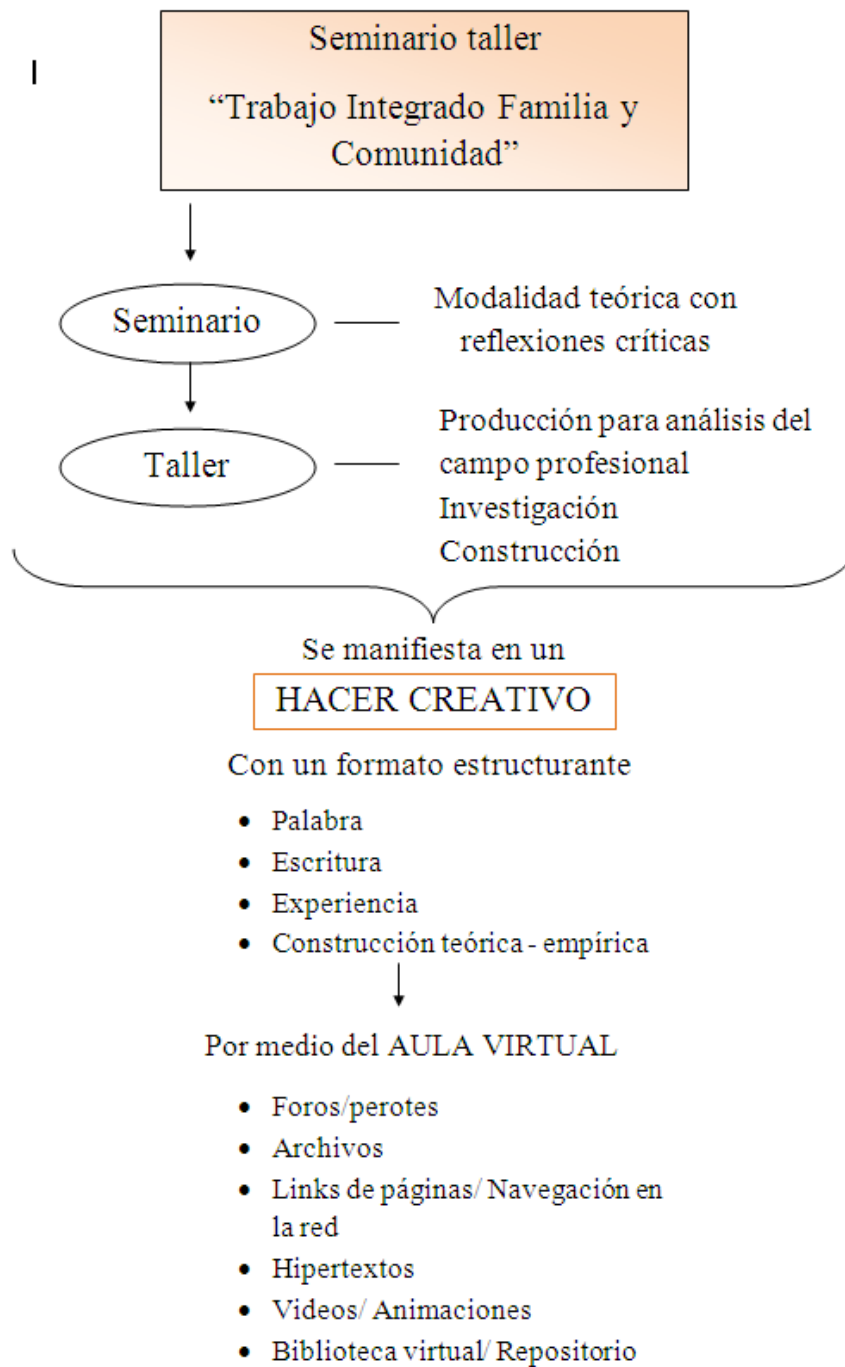 Seminario taller
“Trabajo Integrado Familia y
Comunidad”
Seminario
Modalidad teórica con
reflexiones críticas
Taller
Producción para análisis del
campo profesional
Investigación
Construcción
Se manifiesta en un
HACER CREATIVO
Con un formato estructurante
• Palabra
• Escritura
• Experiencia
• Construcción teórica - empírica
Por medio del AULA VIRTUAL
• Foros/perotes
• Archivos
• Links de páginas/ Navegación en
la red
• Hipertextos
• Videos/ Animaciones
• Biblioteca virtual/ Repositorio